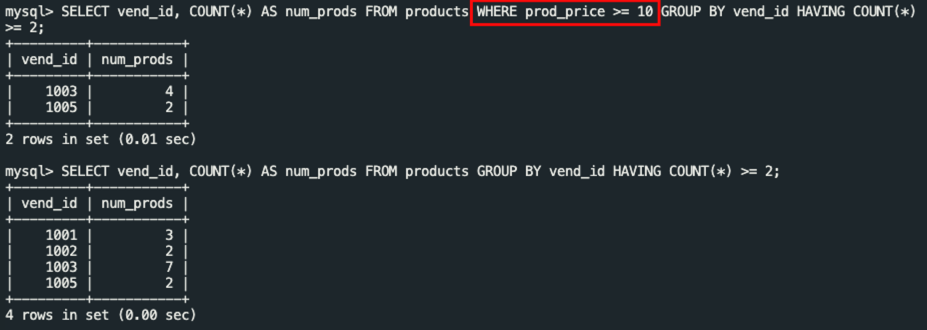 mysql> SELECT vend_id, COUNT(*) AS num_prods FROM products WHERE prod_price >= 10 GROUP BY vend_id HAVING COUNT(*)
>= 2;
+---------+-----------+
| vend_id | num_prods |
+---------+-----------+
|    1003 |         4 |
|    1005 |         2 |
+---------+-----------+
2 rows in set (0.01 sec)

mysql> SELECT vend_id, COUNT(*) AS num_prods FROM products GROUP BY vend_id HAVING COUNT(*) >= 2;
+---------+-----------+
| vend_id | num_prods |
+---------+-----------+
|    1001 |         3 |
|    1002 |         2 |
|    1003 |         7 |
|    1005 |         2 |
+---------+-----------+
4 rows in set (0.00 sec)